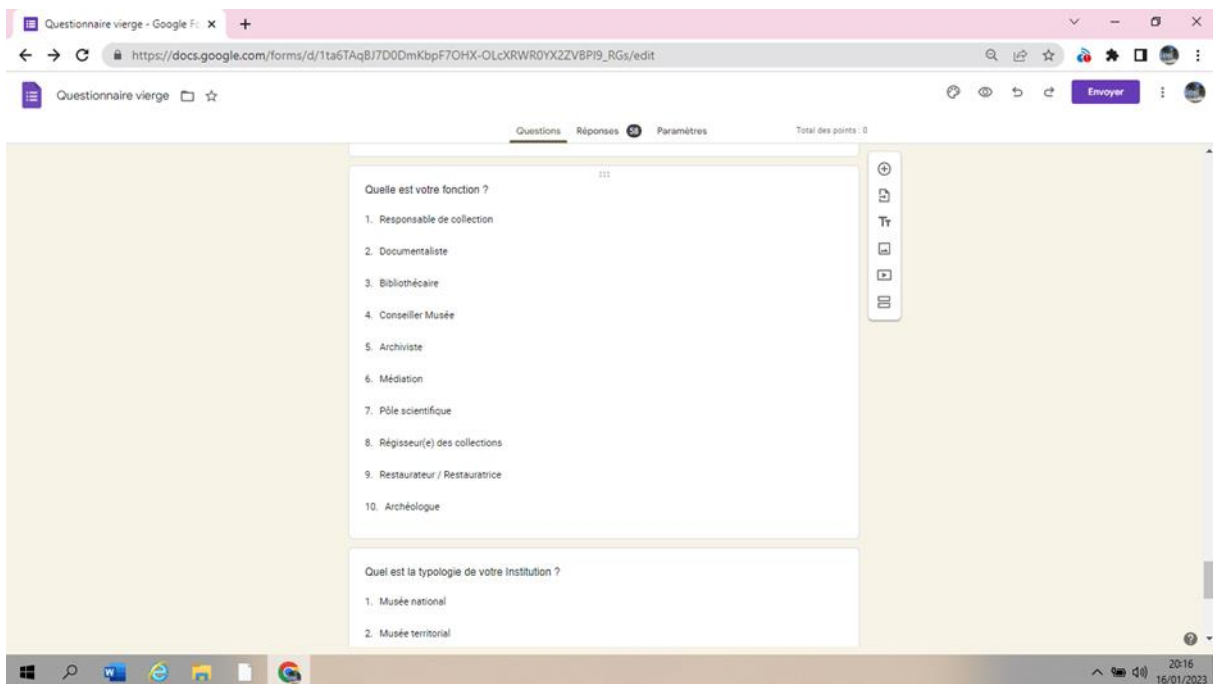 Questionnaire vierge - Google Fo
https://docs.google.com/forms/d/1ta6TAqBJ7D0DmKbpF7OHX-OLcXRWR0YX2ZVBPI9_RGs/edit
Questionnaire vierge
Envoyer
Questions Réponses 58 Paramètres Total des points : 0
Quelle est votre fonction ?
1. Responsable de collection
2. Documentaliste
3. Bibliothécaire
4. Conseiller Musée
5. Archiviste
6. Médiation
7. Pôle scientifique
8. Régisseur(e) des collections
9. Restaurateur / Restauratrice
10. Archéologue
Quel est la typologie de votre Institution ?
1. Musée national
2. Musée territorial
20:16
16/01/2023